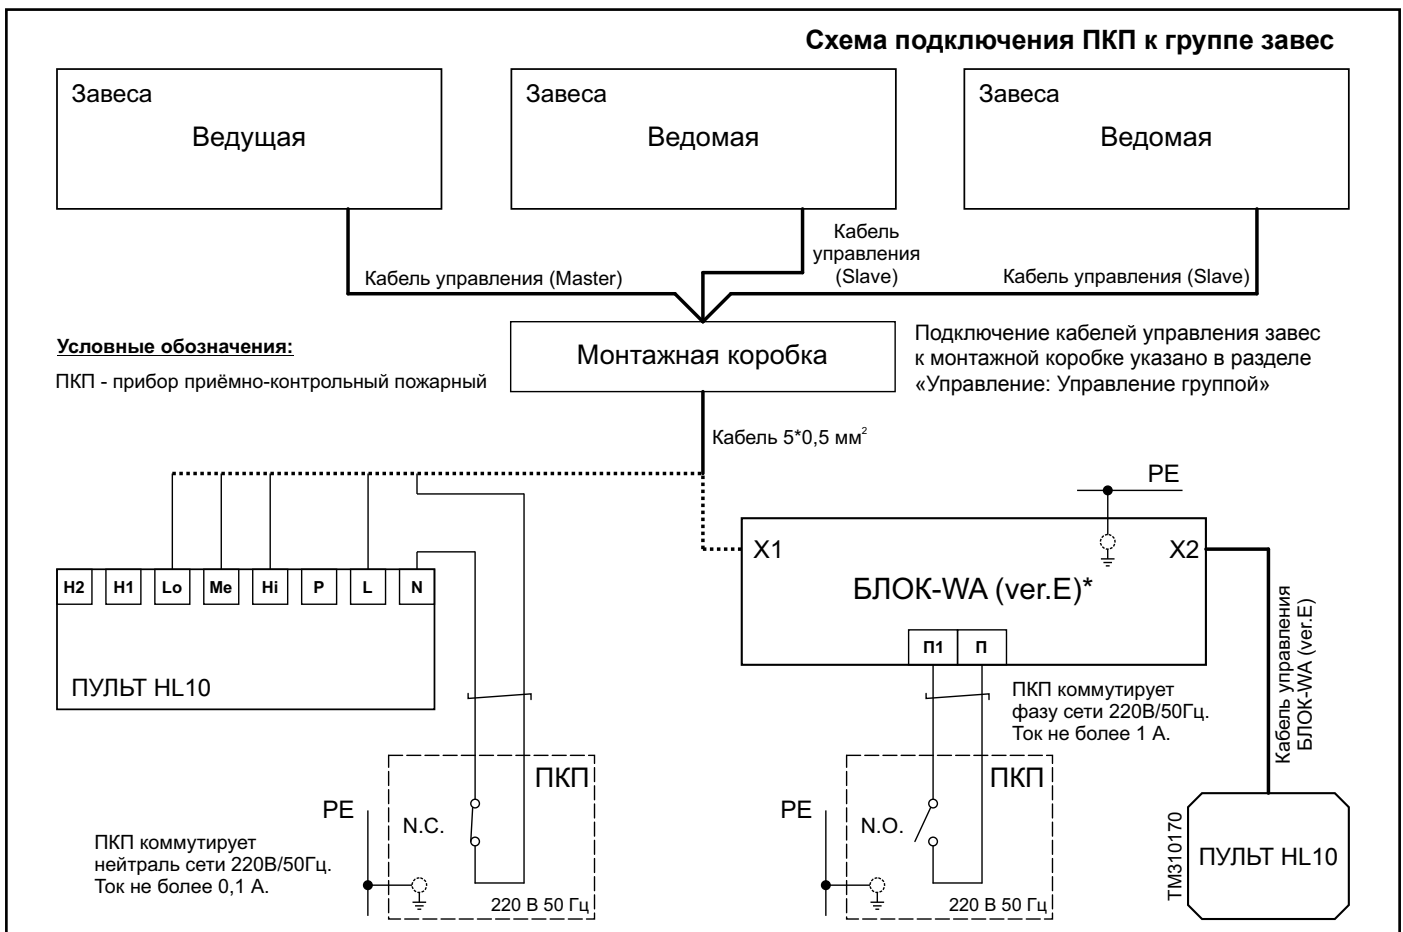 Схема подключения ПКП к группе завес
Завеса
Ведущая
Завеса
Ведомая
Завеса
Ведомая
Кабель управления (Master)
Кабель
управления
(Slave)
Кабель управления (Slave)
Условные обозначения:
ПКП - прибор приёмно-контрольный пожарный
Монтажная коробка
Подключение кабелей управления завес
к монтажной коробке указано в разделе
«Управление: Управление группой»
Кабель 5*0,5 мм²
PE
X1
X2
БЛОК-WA (ver.E)*
П1
П
H2
H1
Lo
Me
Hi
P
L
N
ПУЛЬТ HL10
ПКП коммутирует
фазу сети 220В/50Гц.
Ток не более 1 А.
Кабель управления
БЛОК-WA (ver.E)
ПКП
PE
N.C.
220 В 50 Гц
ПКП коммутирует
нейтраль сети 220В/50Гц.
Ток не более 0,1 А.
ПКП
PE
N.O.
220 В 50 Гц
TM310170
ПУЛЬТ HL10